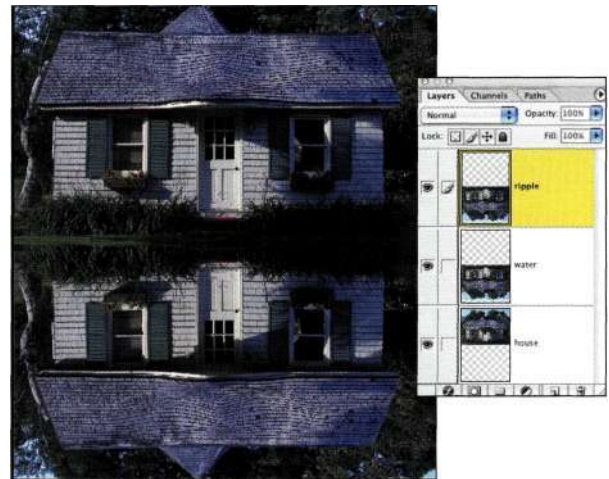 Layers Channels Paths
Normal Opacity: 100%
Lock: Fill: 100%
ripple
water
house